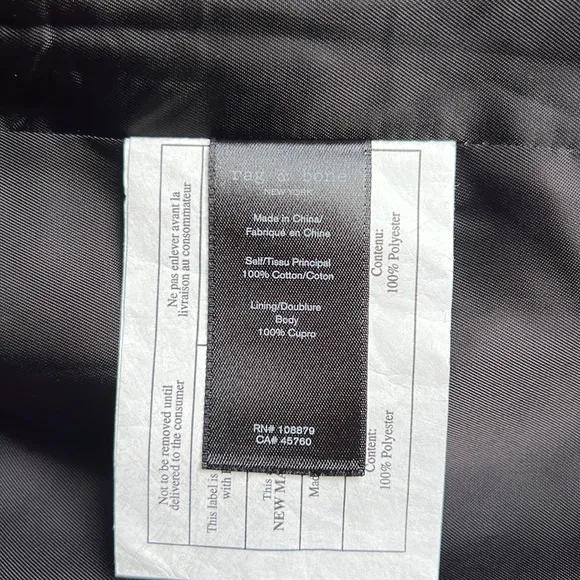 rag & bone
NEW YORK
Made in China/
Fabriqué en Chine
Self/Tissu Principal
100% Cotton/Coton
Lining/Doublure
Body
100% Cupro
RN# 108879
CA# 45760
Ne pas enlever avant la
livraison au consommateur
Contenu:
100% Polyester
Not to be removed until
delivered to the consumer
This label is
with
This
NEW MA
Mad
Content:
100% Polyester